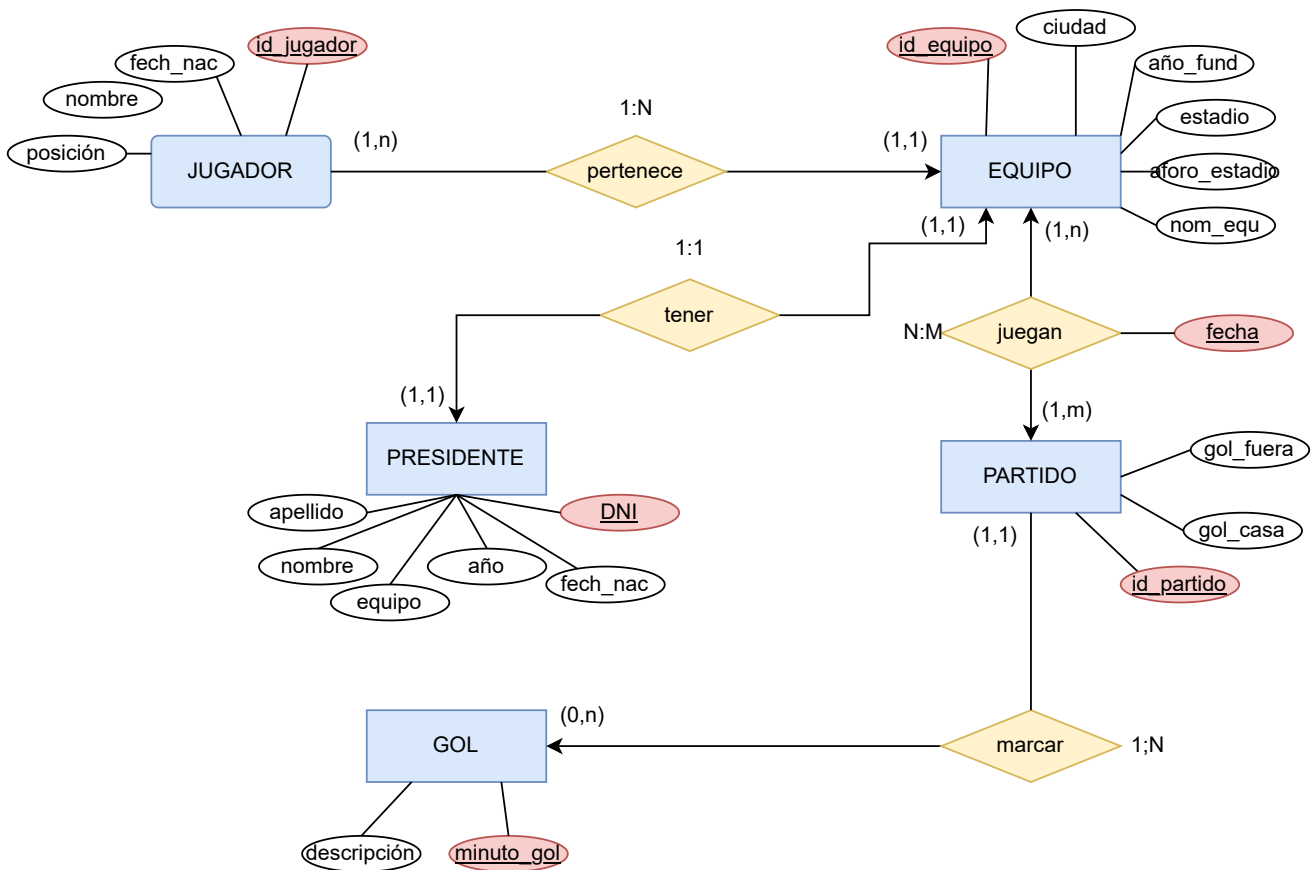 ciudad
id_jugador
id_equipo
fech_nac
año_fund
nombre
1:N
estadio
posición
(1,n)
(1,1)
JUGADOR
pertenece
EQUIPO
aforo_estadio
(1,1)
(1,n)
nom_equ
1:1
tener
N:M
juegan
fecha
(1,1)
(1,m)
PRESIDENTE
PARTIDO
gol_fuera
apellido
DNI
(1,1)
gol_casa
nombre
año
fech_nac
id_partido
equipo
(0,n)
GOL
marcar
1;N
descripción
minuto_gol